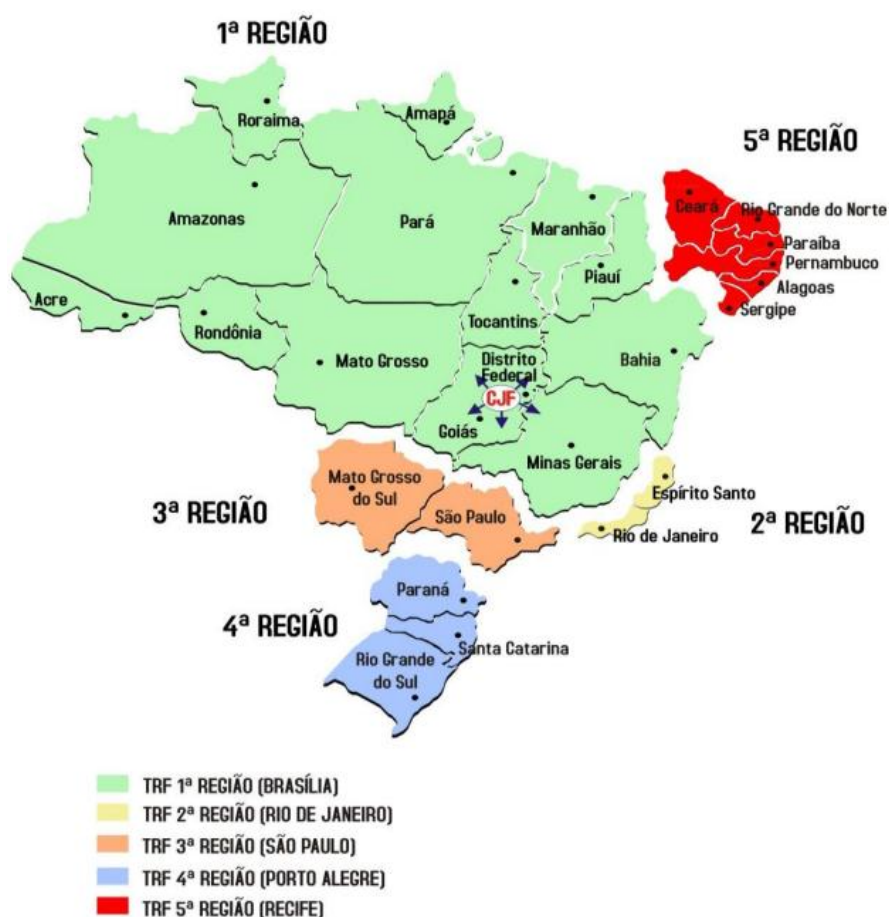 1ª REGIÃO
Roraima
Amapá
5ª REGIÃO
Ceará
Rio Grande do Norte
Amazonas
Pará
Maranhão
Paraíba
Pernambuco
Piauí
Alagoas
Acre
Sergipe
Rondônia
Tocantins
Mato Grosso
Distrito
Federal
Bahia
CJF
Goiás
Minas Gerais
Mato Grosso
do Sul
Espírito Santo
3ª REGIÃO
São Paulo
2ª REGIÃO
Rio de Janeiro
Paraná
4ª REGIÃO
Santa Catarina
Rio Grande
do Sul
TRF 1ª REGIÃO (BRASÍLIA)
TRF 2ª REGIÃO (RIO DE JANEIRO)
TRF 3ª REGIÃO (SÃO PAULO)
TRF 4ª REGIÃO (PORTO ALEGRE)
TRF 5ª REGIÃO (RECIFE)